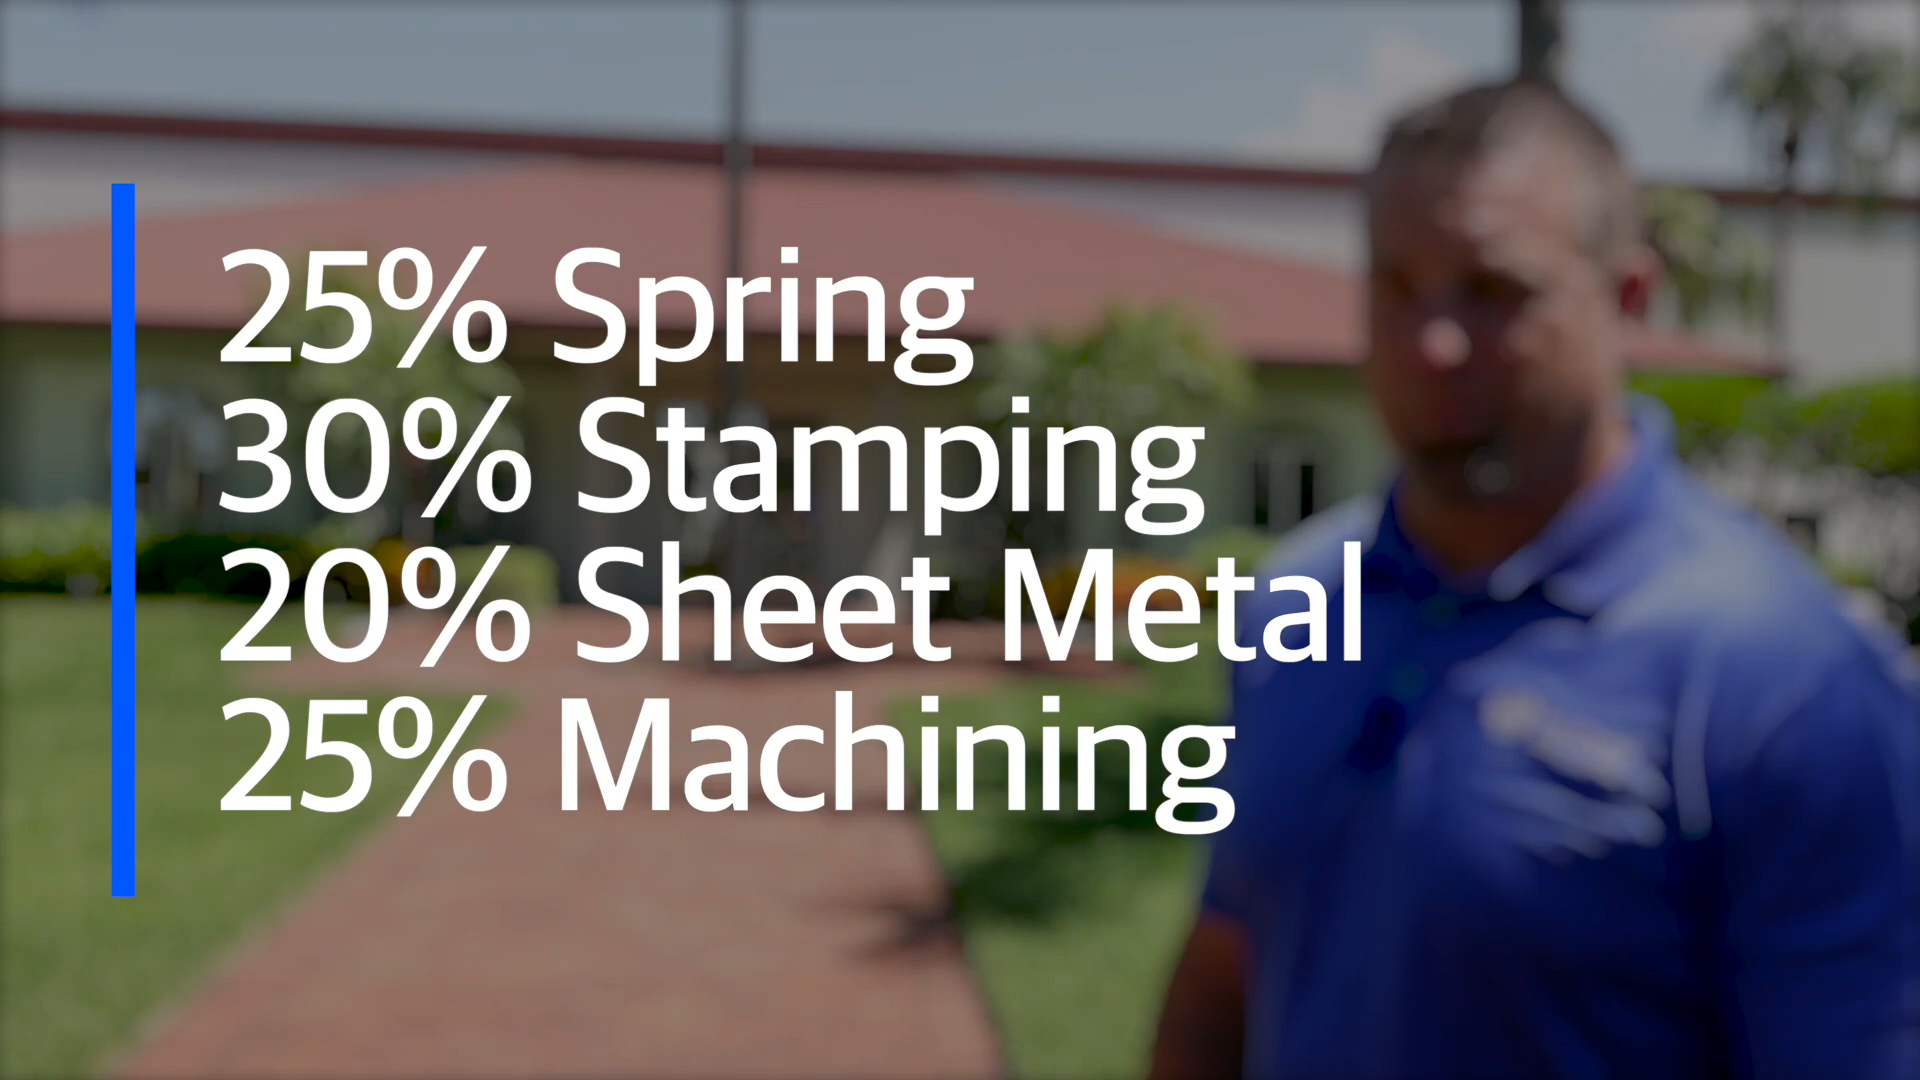 25% Spring
30% Stamping
20% Sheet Metal
25% Machining